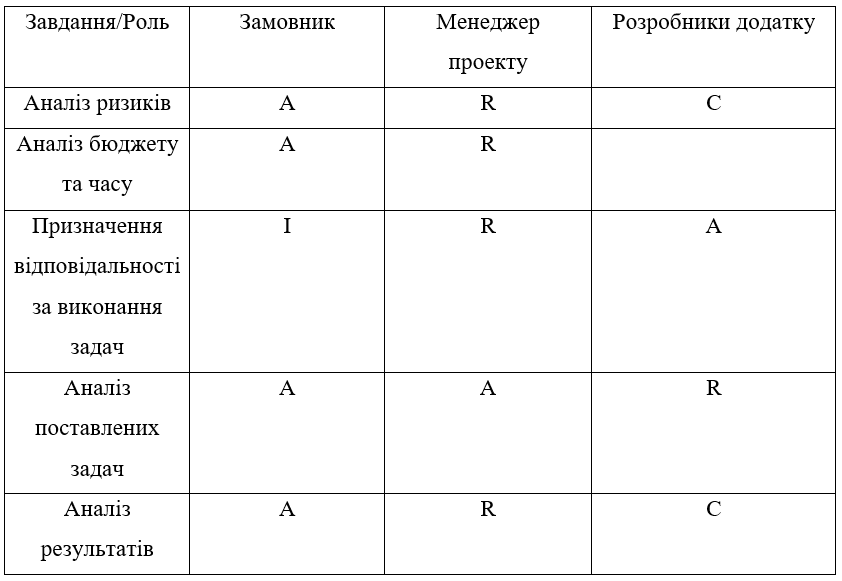 Завдання/Роль Замовник Менеджер Розробники додатку
проекту
Аналіз ризиків A R C
Аналіз бюджету A R
та часу
Призначення I R A
відповідальності
за виконання
задач
Аналіз A A R
поставлених
задач
Аналіз A R C
результатів